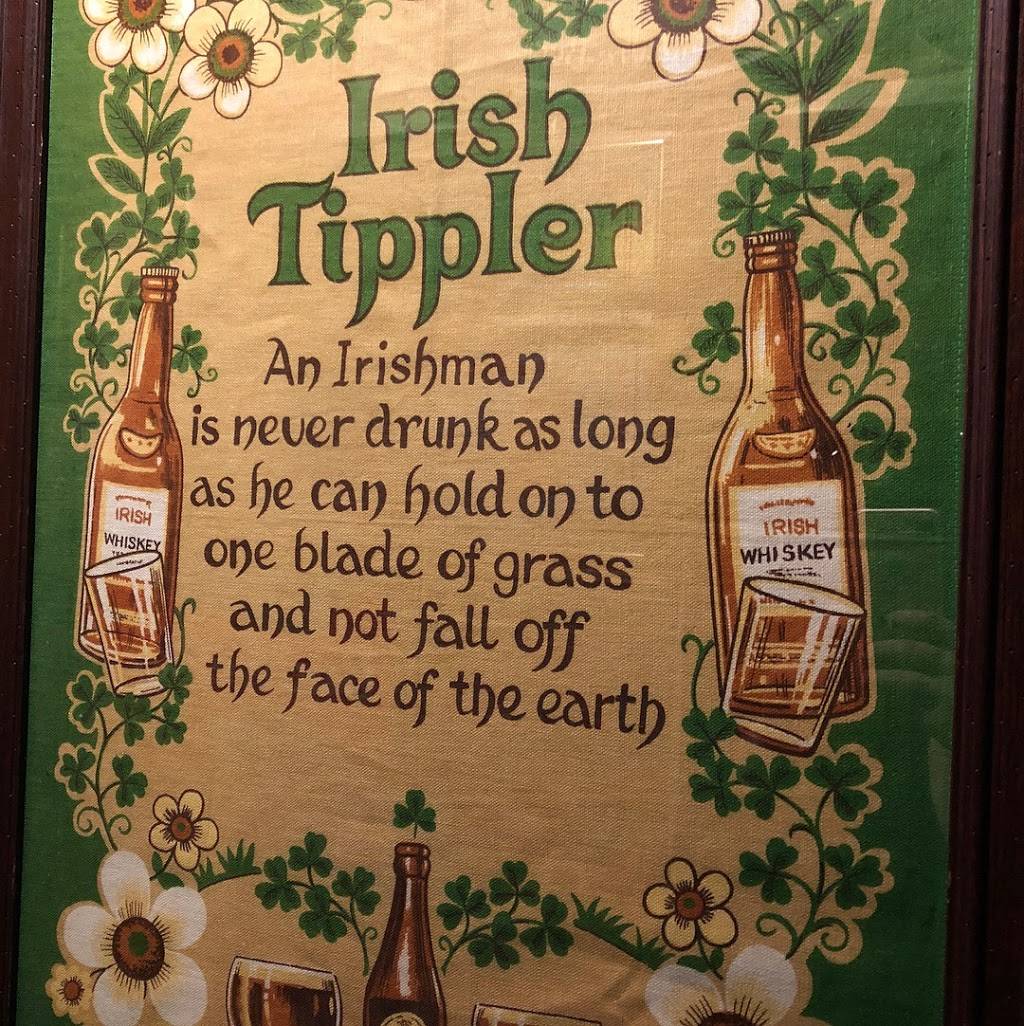 Irish
Tippler
An Irishman
is never drunk as long
as he can hold on to
one blade of grass
and not fall off
the face of the earth
IRISH
WHISKEY
IRISH
WHISKEY